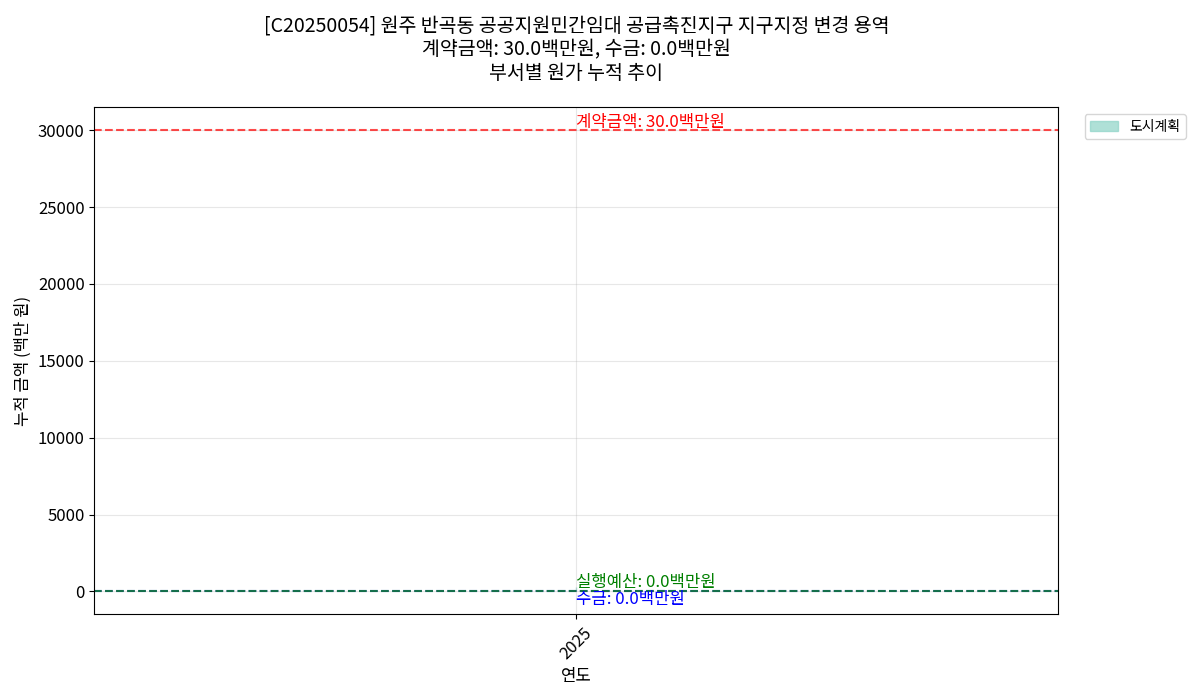 [C20250054] 원주 반곡동 공공지원민간임대 공급촉진지구 지구지정 변경 용역
계약금액: 30.0백만원, 수금: 0.0백만원
부서별 원가 누적 추이
계약금액: 30.0백만원
도시계획
30000
25000
20000
15000
10000
5000
0
누적 금액 (백만 원)
실행예산: 0.0백만원
수금: 0.0백만원
2025
연도